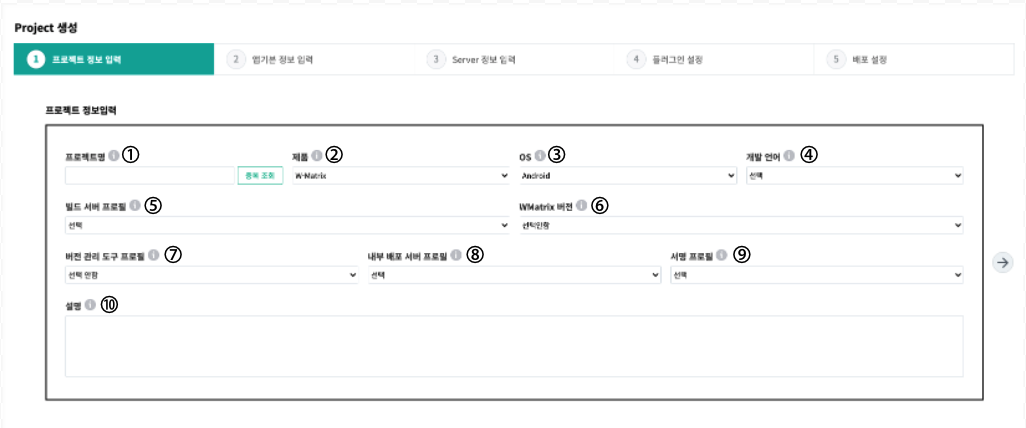 Project 생성
1 프로젝트 정보 입력 2 앱기본 정보 입력 3 Server 정보 입력 4 플러그인 설정 5 배포 설정
프로젝트 정보입력
프로젝트명 ① 제품 ② OS ③ 개발 언어 ④
중복 조회 W-Matrix Android 선택
빌드 서버 프로필 ⑤ WMatrix 버전 ⑥
선택 선택안함
버전 관리 도구 프로필 ⑦ 내부 배포 서버 프로필 ⑧ 서명 프로필 ⑨
선택 안함 선택 선택
설명 ⑩